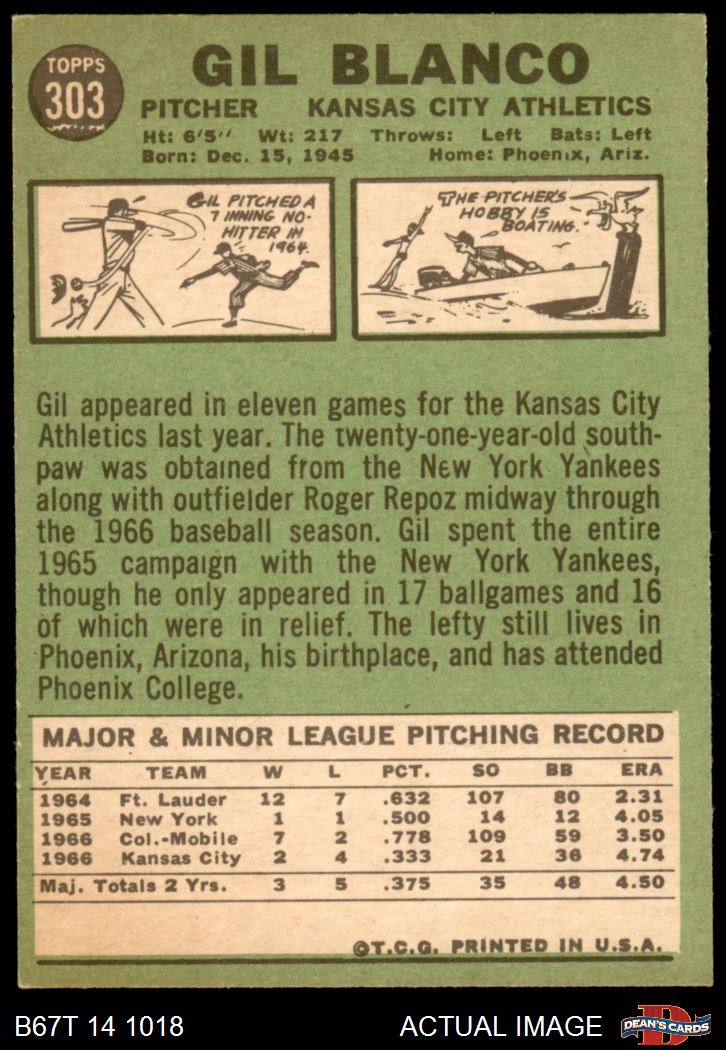 TOPPS
303
GIL BLANCO
PITCHER KANSAS CITY ATHLETICS
Ht: 6'5'' Wt: 217 Throws: Left Bats: Left
Born: Dec. 15, 1945 Home: Phoenix, Ariz.
GIL PITCHED A
7 INNING NO-
HITTER IN
1964.
THE PITCHER'S
HOBBY IS
BOATING.
Gil appeared in eleven games for the Kansas City
Athletics last year. The twenty-one-year-old south-
paw was obtained from the New York Yankees
along with outfielder Roger Repoz midway through
the 1966 baseball season. Gil spent the entire
1965 campaign with the New York Yankees,
though he only appeared in 17 ballgames and 16
of which were in relief. The lefty still lives in
Phoenix, Arizona, his birthplace, and has attended
Phoenix College.
MAJOR & MINOR LEAGUE PITCHING RECORD
YEAR TEAM W L PCT. SO BB ERA
1964 Ft. Lauder 12 7 .632 107 80 2.31
1965 New York 1 1 .500 14 12 4.05
1966 Col.-Mobile 7 2 .778 109 59 3.50
1966 Kansas City 2 4 .333 21 36 4.74
Maj. Totals 2 Yrs. 3 5 .375 35 48 4.50
©T.C.G. PRINTED IN U.S.A.
B67T 14 1018 ACTUAL IMAGE
D
DEAN'S CARDS